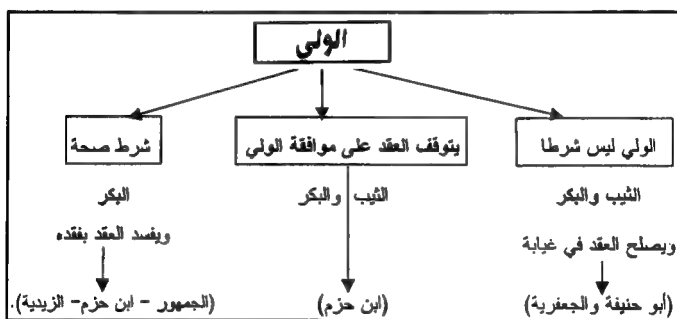 الولي
الولي ليس شرطا
يتوقف العقد على موافقة الولي
شرط صحة
الثيب والبكر
الثيب والبكر
البكر
ويصلح العقد في غيابة
ويفسد العقد بفقده
(أبو حنيفة والجعفرية)
(ابن حزم)
(الجمهور - ابن حزم- الزيدية).